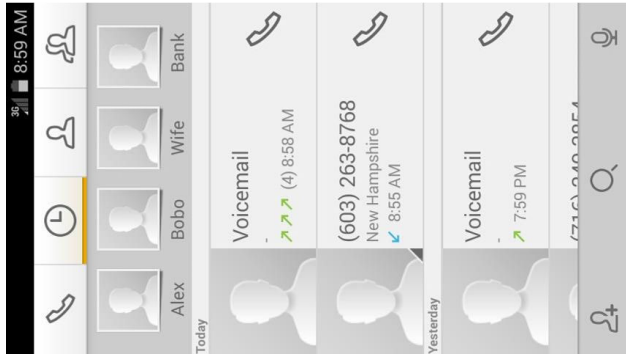 3G 8:59 AM
Alex Bobo Wife Bank
Today
Voicemail
-
(4) 8:58 AM
(603) 263-8768
New Hampshire
8:55 AM
Yesterday
Voicemail
-
7:59 PM